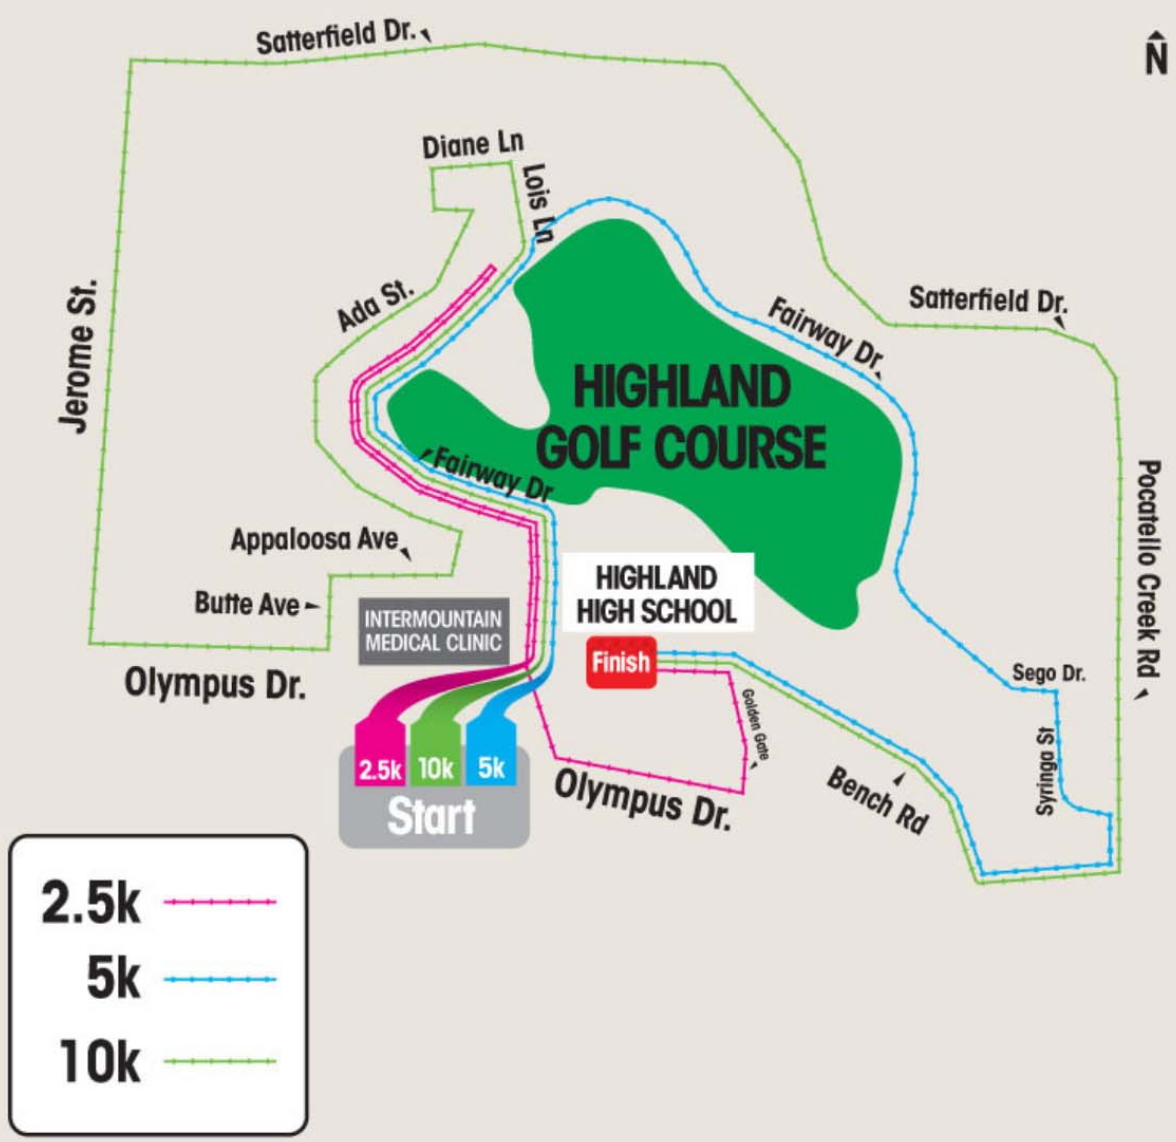 Satterfield Dr.
N
Diane Ln
Lois Ln
Jerome St.
Ada St.
Satterfield Dr.
Fairway Dr.
HIGHLAND
GOLF COURSE
Fairway Dr
Pocatello Creek Rd
Appaloosa Ave
Butte Ave
HIGHLAND
HIGH SCHOOL
INTERMOUNTAIN
MEDICAL CLINIC
Finish
Olympus Dr.
Sego Dr.
Golden Gate
Syringa St
2.5k
10k
5k
Start
Olympus Dr.
Bench Rd
2.5k
5k
10k